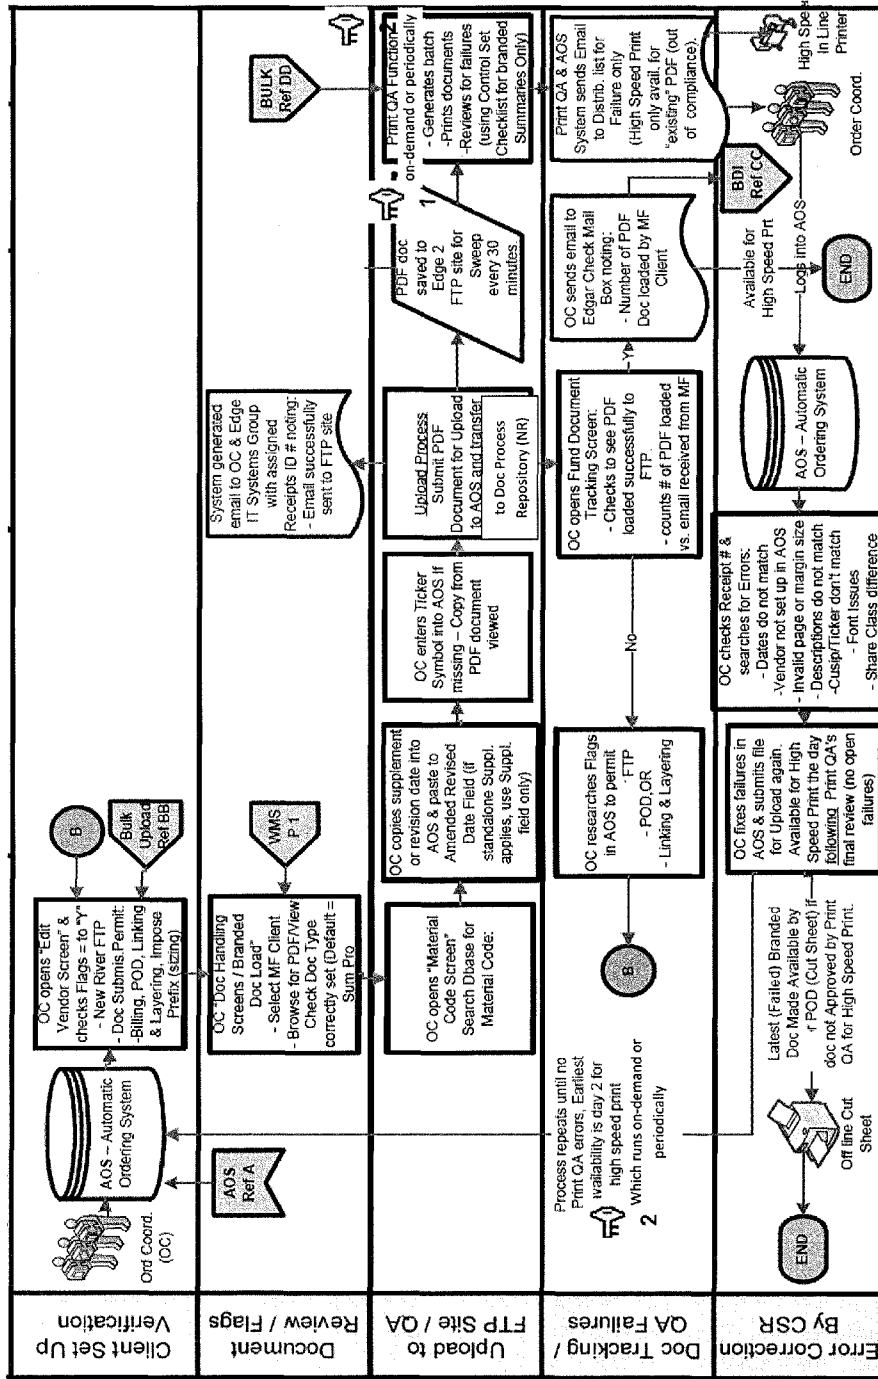 Client Set Up
Verification
Ord Coord.
(OC)
AOS – Automatic
Ordering System
AOS
Ref A
OC opens "Edit
Vendor Screen" &
checks Flags = to "Y"
- New River FTP
- Doc Submis.Permit:
-Billing, POD, Linking
& Layering, Impose
Prefix (sizing)
B
Bulk
Upload
Ref BB
Document
Review / Flags
OC "Doc Handling
Screens / Branded
Doc Load"
- Select MF Client
- Browse for PDF/View
Check Doc Type
correctly set (Default =
Sum Pro
WMS
P 1
System generated
email to OC & Edge
IT Systems Group
with assigned
Receipts ID # noting:
- Email successfully
sent to FTP site
BULK
Ref DD
Upload to
FTP Site / QA
OC opens "Material
Code Screen"
Search Dbase for
Material Code:
OC copies supplement
or revision date into
AOS & paste to
Amended Revised
Date Field (if
standalone Suppl.
applies, use Suppl.
field only)
OC enters Ticker
Symbol into AOS If
missing – Copy from
PDF document
viewed
Upload Process
Submit PDF
Document for Upload
to AOS and transfer
to Doc Process
Repository (NR)
PDF doc
saved to
Edge 2
FTP site for
Sweep
every 30
minutes.
1
2
Print QA Function
on-demand or periodically
- Generates batch
-Prints documents
-Reviews for failures
(using Control Set
Checklist for branded
Summaries Only)
Doc Tracking /
QA Failures
Process repeats until no
Print QA errors, Earliest
availability is day 2 for
high speed print
Which runs on-demand or
periodically
2
B
OC researches Flags
in AOS to permit
- FTP
- POD,OR
- Linking & Layering
No
OC opens Fund Document
Tracking Screen:
- Checks to see PDF
loaded successfully to
FTP.
- counts # of PDF loaded
vs. email received from MF
Y
OC sends email to
Edgar Check Mail
Box noting:
- Number of PDF
Doc loaded by MF
Client
Print QA & AOS
System sends Email
to Distrib. list for
Failure only
(High Speed Print
only avail. for
"existing" PDF (out
of compliance).
Error Correction
By CSR
END
Off line Cut
Sheet
Latest (Failed) Branded
Doc Made Available by
POD (Cut Sheet) if
doc not Approved by Print
QA for High Speed Print.
OC fixes failures in
AOS & submits file
for Upload again.
Available for High
Speed Print the day
following Print QA's
final review (no open
failures)
OC checks Receipt # &
searches for Errors:
- Dates do not match
-Vendor not set up in AOS
- Invalid page or margin size
- Descriptions do not match
-Cusip/Ticker don't match
- Font Issues
- Share Class difference
AOS – Automatic
Ordering System
Logs into AOS
Available for
High Speed Prt
END
BDI
Ref CC
Order Coord.
High Speed
In Line
Printer